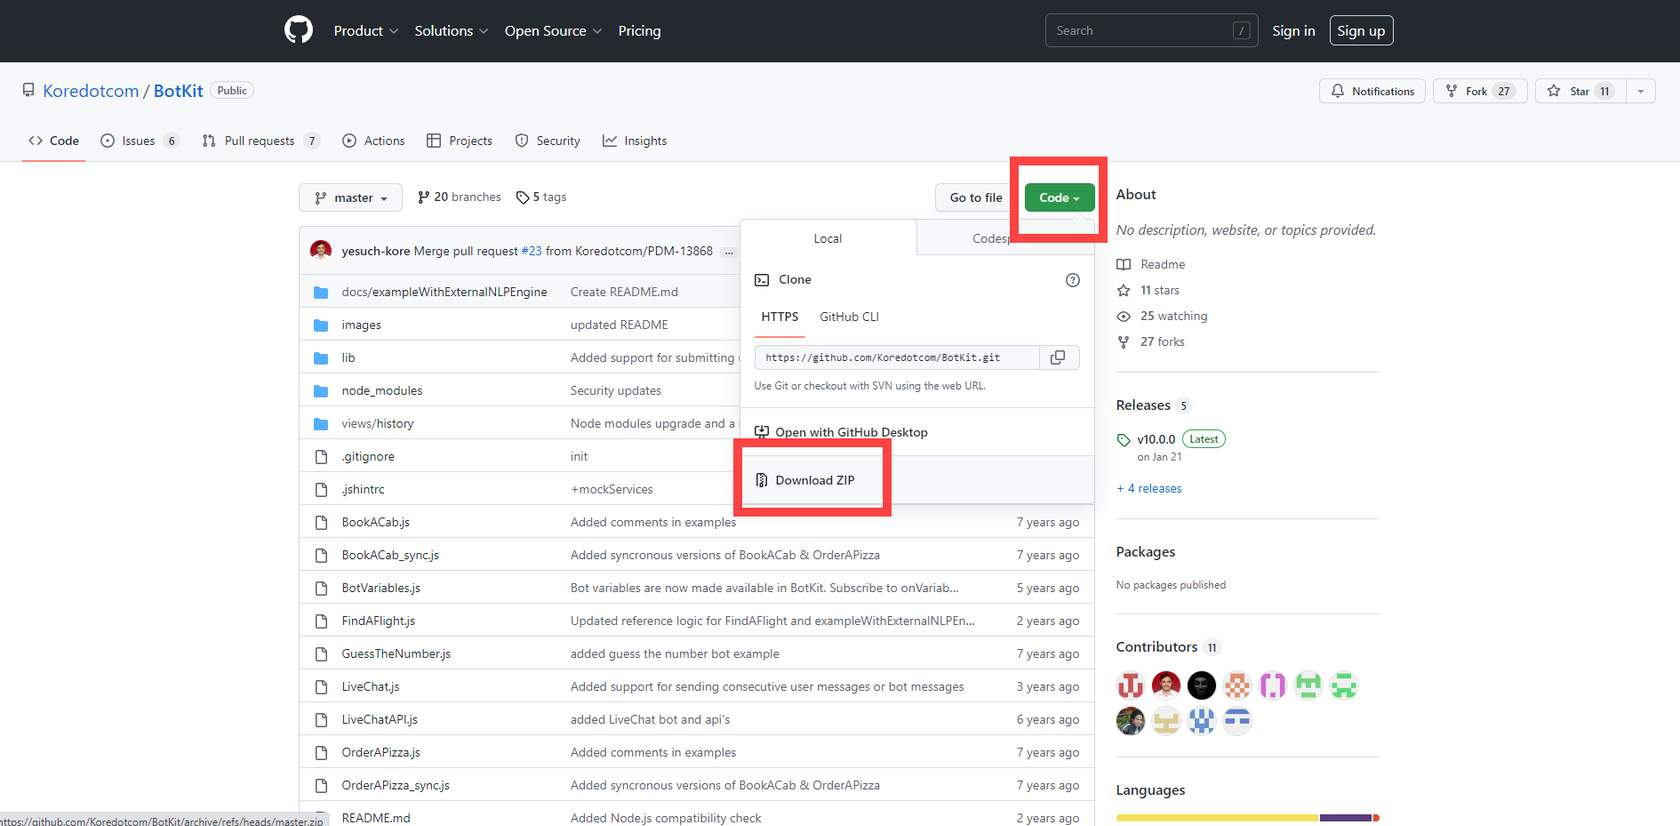 Product Solutions Open Source Pricing Search / Sign in Sign up
Koredotcom / BotKit Public Notifications Fork 27 Star 11
Code Issues 6 Pull requests 7 Actions Projects Security Insights
master 20 branches 5 tags Go to file Code
yesuch-kore Merge pull request #23 from Koredotcom/PDM-13868 ...
docs/exampleWithExternalNLPEngine Create README.md
images updated README
lib Added support for submitting
node_modules Security updates
views/history Node modules upgrade and a
.gitignore init
.jshintrc +mockServices
BookACab.js Added comments in examples 7 years ago
BookACab_sync.js Added syncronous versions of BookACab & OrderAPizza 7 years ago
BotVariables.js Bot variables are now made available in BotKit. Subscribe to onVariab... 5 years ago
FindAFlight.js Updated reference logic for FindAFlight and exampleWithExternalNLPEn... 2 years ago
GuessTheNumber.js added guess the number bot example 7 years ago
LiveChat.js Added support for sending consecutive user messages or bot messages 3 years ago
LiveChatAPI.js added LiveChat bot and api's 6 years ago
OrderAPizza.js Added comments in examples 7 years ago
OrderAPizza_sync.js Added syncronous versions of BookACab & OrderAPizza 7 years ago
README.md Added Node.js compatibility check 2 years ago
Local Codesp
Clone
HTTPS GitHub CLI
https://github.com/Koredotcom/BotKit.git
Use Git or checkout with SVN using the web URL.
Open with GitHub Desktop
Download ZIP
About
No description, website, or topics provided.
Readme
11 stars
25 watching
27 forks
Releases 5
v10.0.0 Latest
on Jan 21
+ 4 releases
Packages
No packages published
Contributors 11
Languages
https://github.com/Koredotcom/BotKit/archive/refs/heads/master.zip